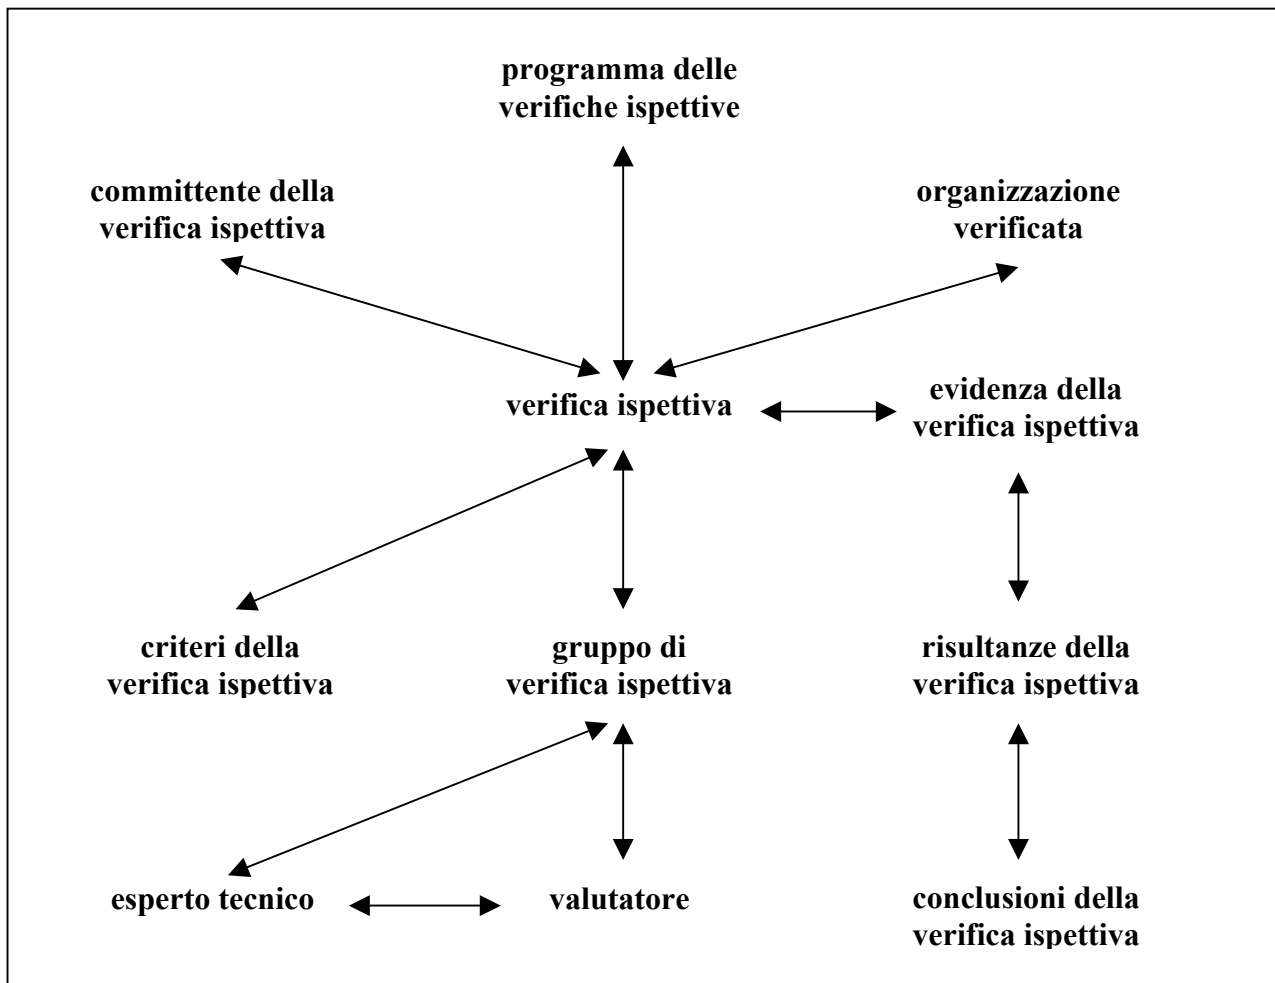 programma delle
verifiche ispettive
committente della
verifica ispettiva
organizzazione
verificata
verifica ispettiva
evidenza della
verifica ispettiva
criteri della
verifica ispettiva
gruppo di
verifica ispettiva
risultanze della
verifica ispettiva
esperto tecnico
valutatore
conclusioni della
verifica ispettiva